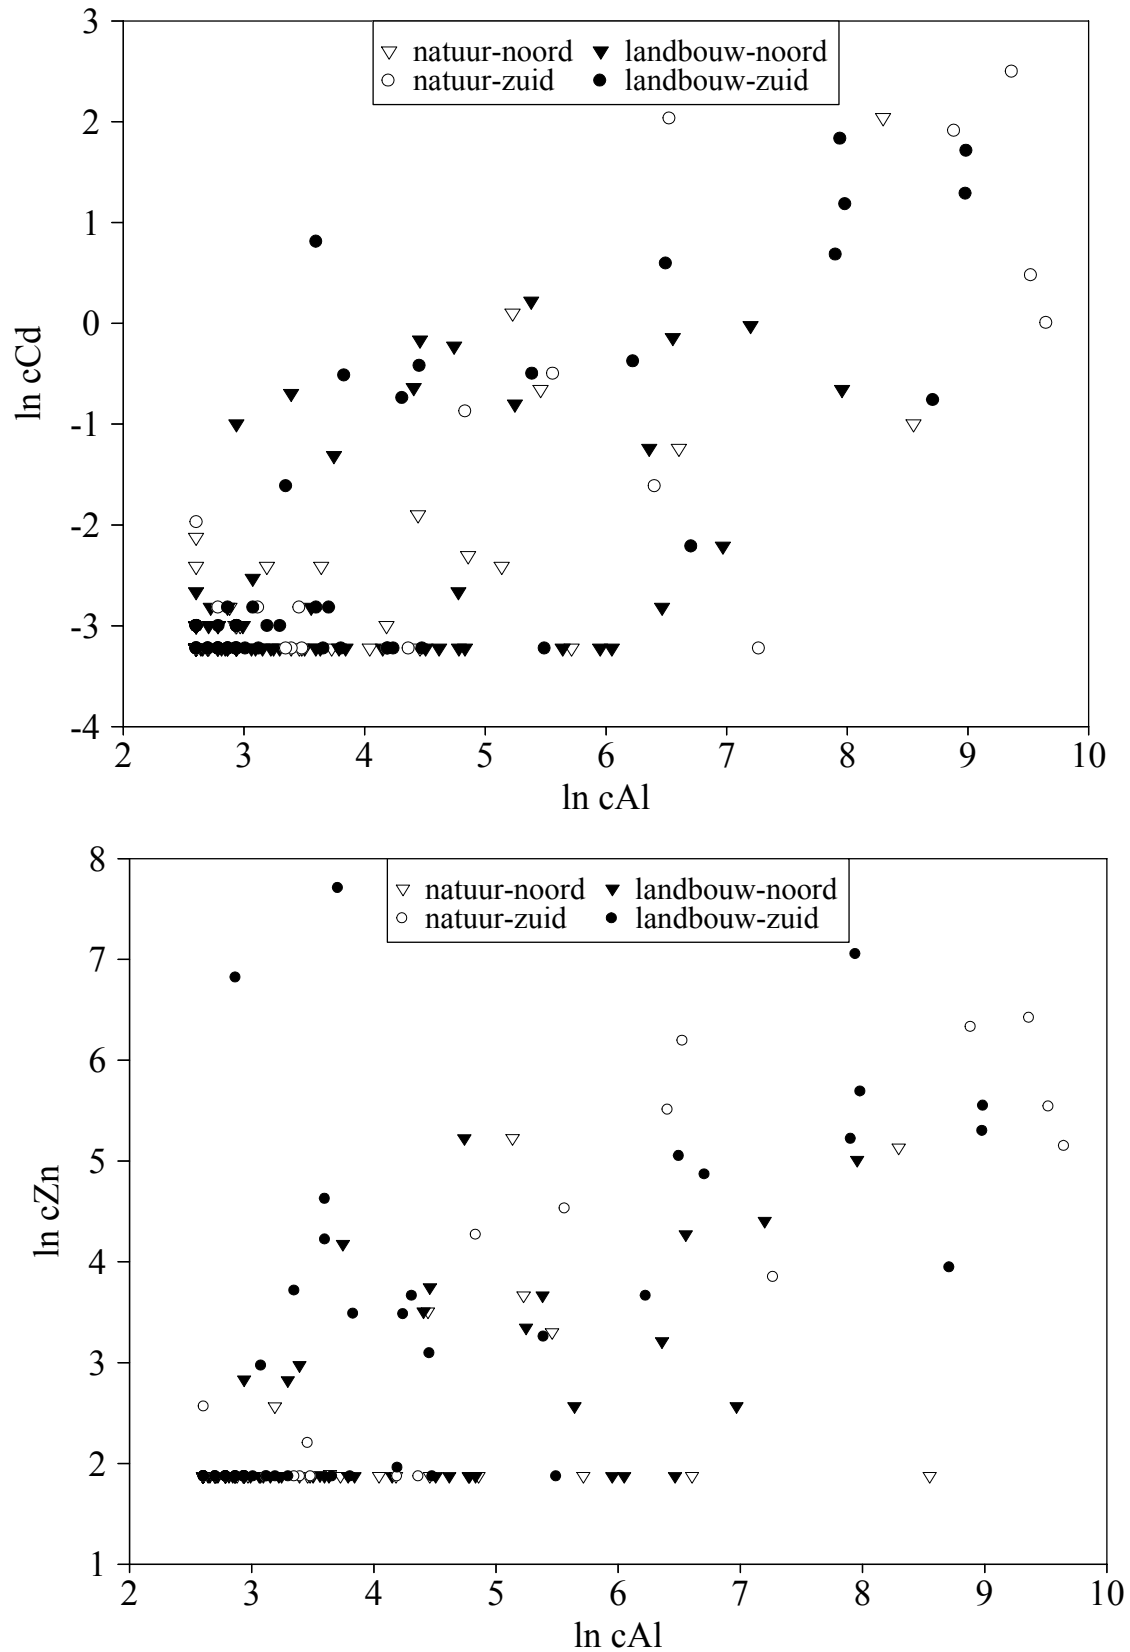 3
▽ natuur-noord ▼ landbouw-noord
○ natuur-zuid ● landbouw-zuid
2
1
0
-1
-2
-3
-4
ln cCd
2 3 4 5 6 7 8 9 10
ln cAl
8
▽ natuur-noord ▼ landbouw-noord
○ natuur-zuid ● landbouw-zuid
7
6
5
4
3
2
1
ln cZn
2 3 4 5 6 7 8 9 10
ln cAl